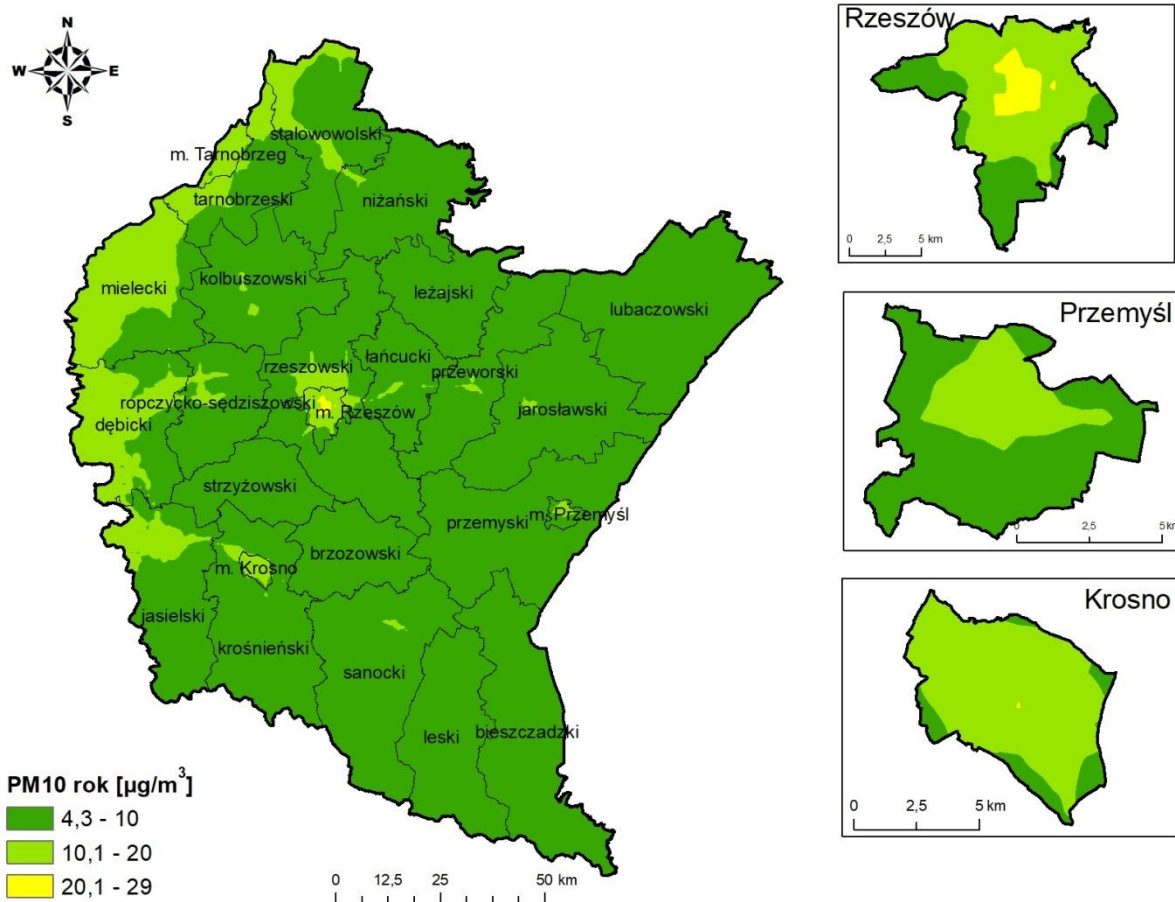 N
W E
S
stalowowolski
m. Tarnobrzeg
tarnobrzeski
niżański
mielecki
kolbuszowski
leżajski
lubaczowski
rzeszowski
łańcucki
przeworski
ropczycko-sędziszowski
m. Rzeszów
jarosławski
dębicki
strzyżowski
przemyski
m. Przemyśl
brzozowski
m. Krosno
jasielski
krośnieński
sanocki
leski
bieszczadzki
PM10 rok [µg/m³]
4,3 - 10
10,1 - 20
20,1 - 29
0 12,5 25 50 km
Rzeszów
0 2,5 5 km
Przemyśl
0 2,5 5 km
Krosno
0 2,5 5 km